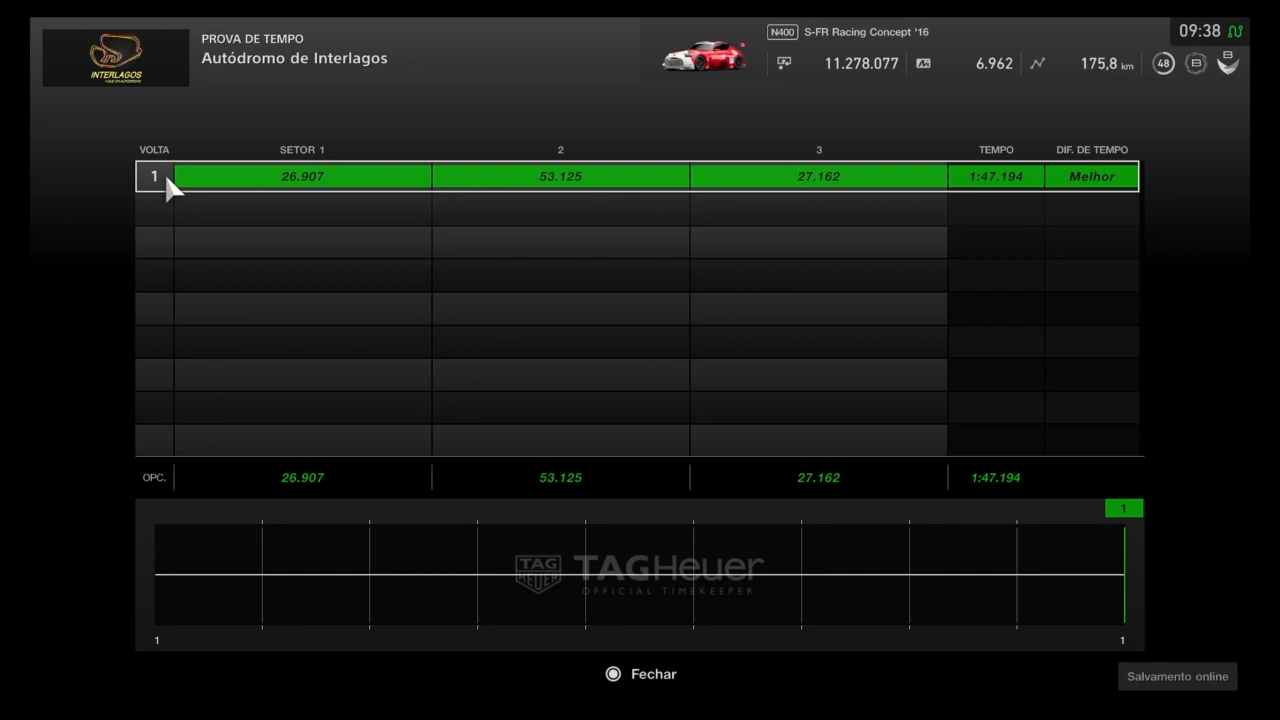 INTERLAGOS
PROVA DE TEMPO
Autódromo de Interlagos
N400 S-FR Racing Concept '16
11.278.077 6.962 175,8 km 48 B B
09:38
VOLTA SETOR 1 2 3 TEMPO DIF. DE TEMPO
1 26.907 53.125 27.162 1:47.194 Melhor
OPC. 26.907 53.125 27.162 1:47.194
1
TAG HEUER TAGHeuer
OFFICIAL TIMEKEEPER
1 1
Fechar
Salvamento online